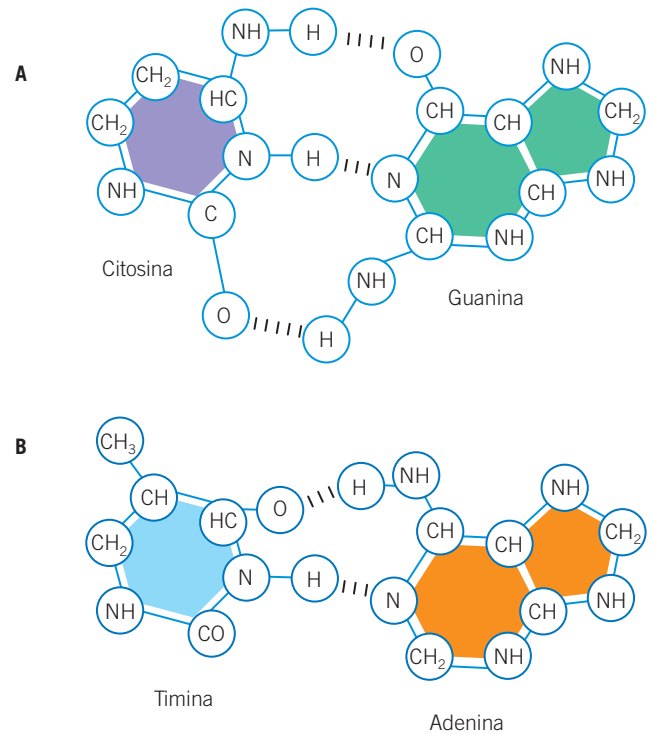 A
NH H O NH
CH₂ HC CH CH CH₂
CH₂ N H N CH NH
NH C CH NH
Citosina NH Guanina
O H
B
CH₃ H NH NH
CH HC O CH CH CH₂
CH₂ N H N CH NH
NH CO CH₂ NH
Timina
Adenina